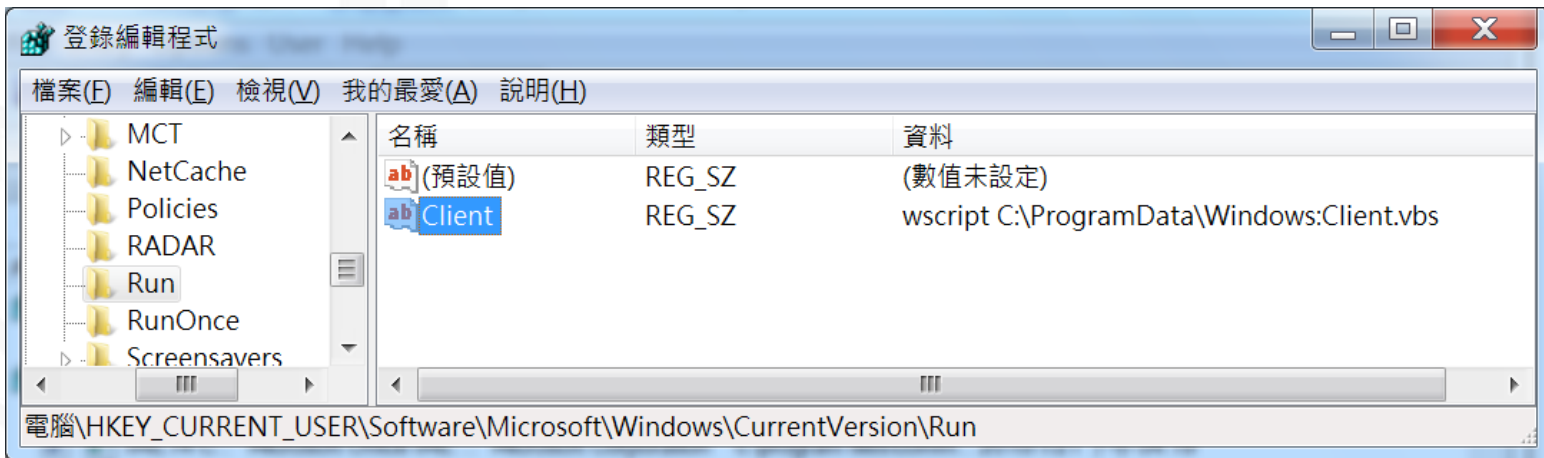 登錄編輯程式
檔案(F) 編輯(E) 檢視(V) 我的最愛(A) 說明(H)
MCT
NetCache
Policies
RADAR
Run
RunOnce
Screensavers
名稱 類型 資料
(預設值) REG_SZ (數值未設定)
Client REG_SZ wscript C:\ProgramData\Windows:Client.vbs
電腦\HKEY_CURRENT_USER\Software\Microsoft\Windows\CurrentVersion\Run